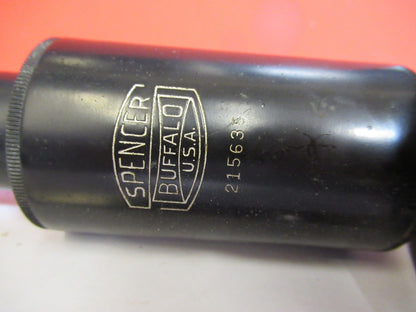 SPENCER
BUFFALO
U.S.A.
215635